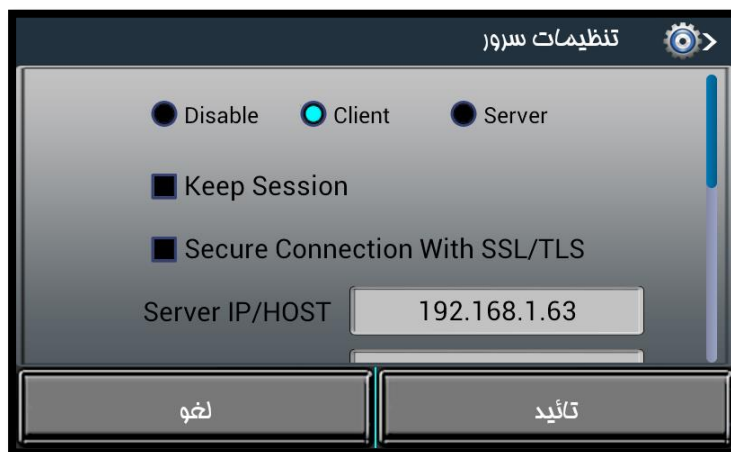 تنظیمات سرور
Disable Client Server
Keep Session
Secure Connection With SSL/TLS
Server IP/HOST 192.168.1.63
لغو تائید